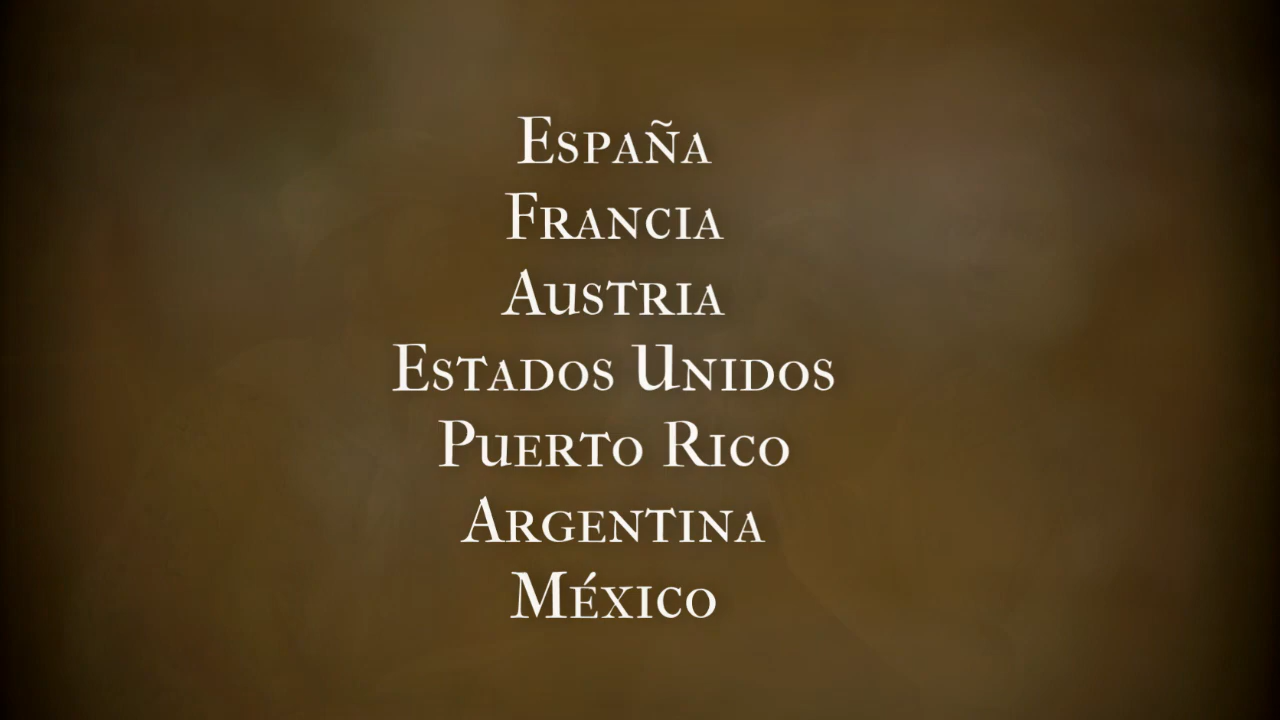 España
Francia
Austria
Estados Unidos
Puerto Rico
Argentina
México